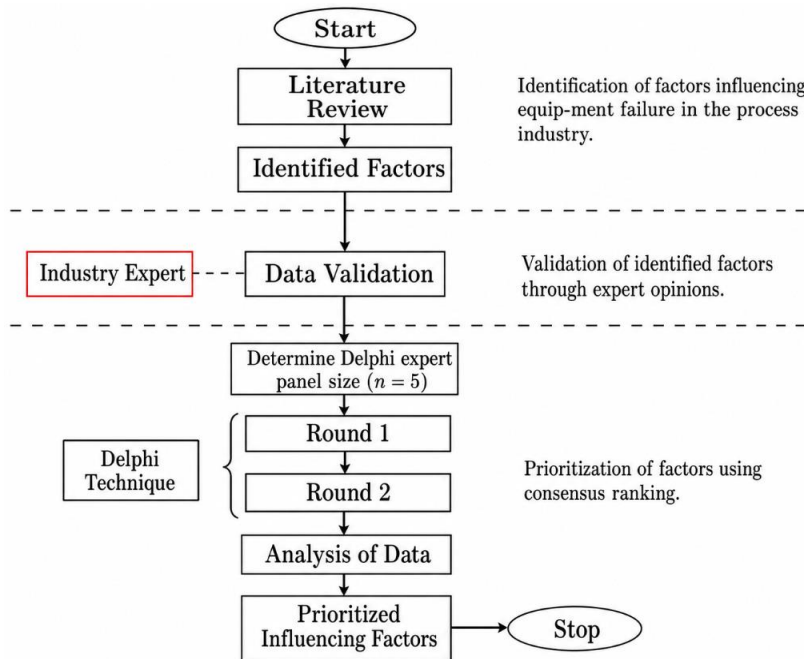 Start
Literature
Review
Identification of factors influencing
equip-ment failure in the process
industry.
Identified Factors
Industry Expert
Data Validation
Validation of identified factors
through expert opinions.
Determine Delphi expert
panel size (n = 5)
Round 1
Delphi
Technique
Round 2
Prioritization of factors using
consensus ranking.
Analysis of Data
Prioritized
Influencing Factors
Stop